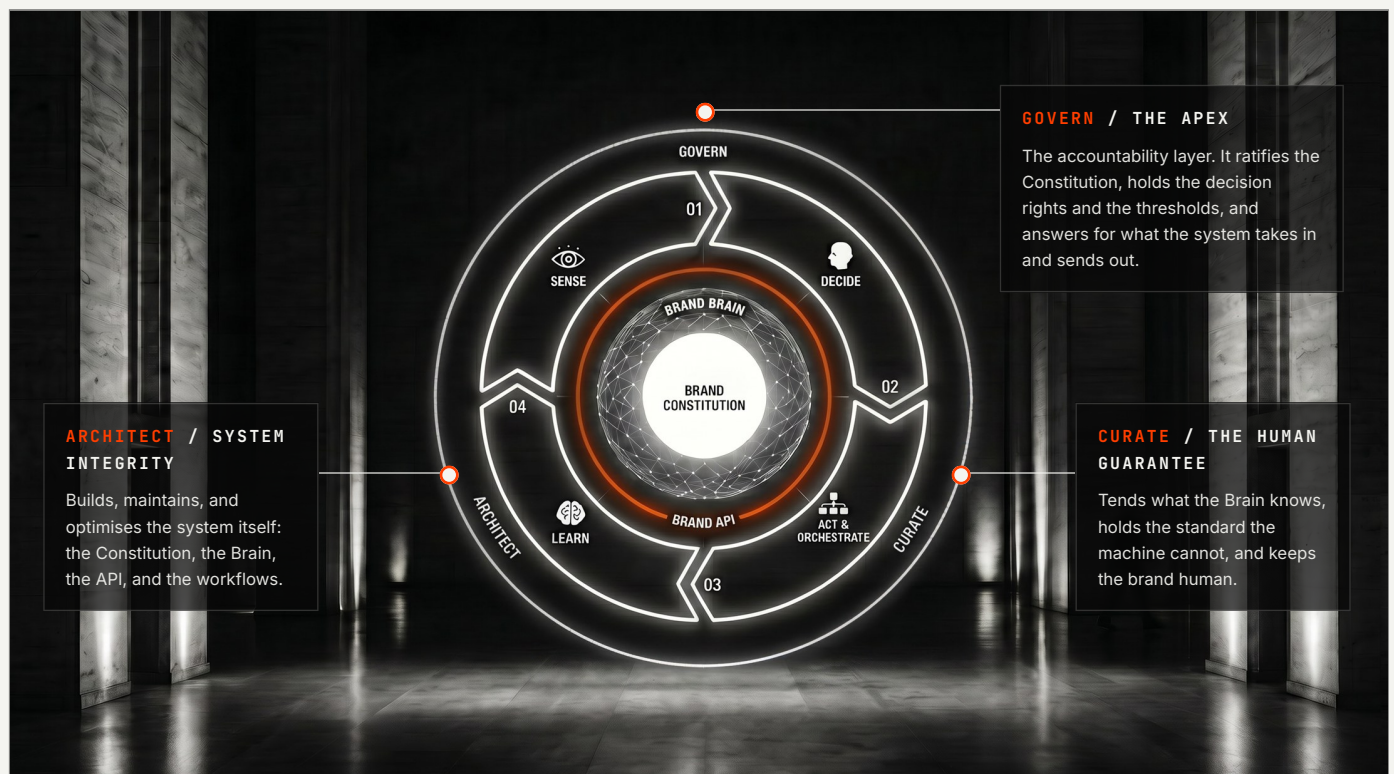 GOVERN / THE APEX
The accountability layer. It ratifies the
Constitution, holds the decision
rights and the thresholds, and
answers for what the system takes in
and sends out.
GOVERN
01
SENSE
DECIDE
BRAND BRAIN
BRAND
CONSTITUTION
02
04
ARCHITECT / SYSTEM
INTEGRITY
Builds, maintains, and
optimises the system itself:
the Constitution, the Brain,
the API, and the workflows.
CURATE / THE HUMAN
GUARANTEE
Tends what the Brain knows,
holds the standard the
machine cannot, and keeps
the brand human.
ARCHITECT
LEARN
BRAND API
ACT &
ORCHESTRATE
CURATE
03